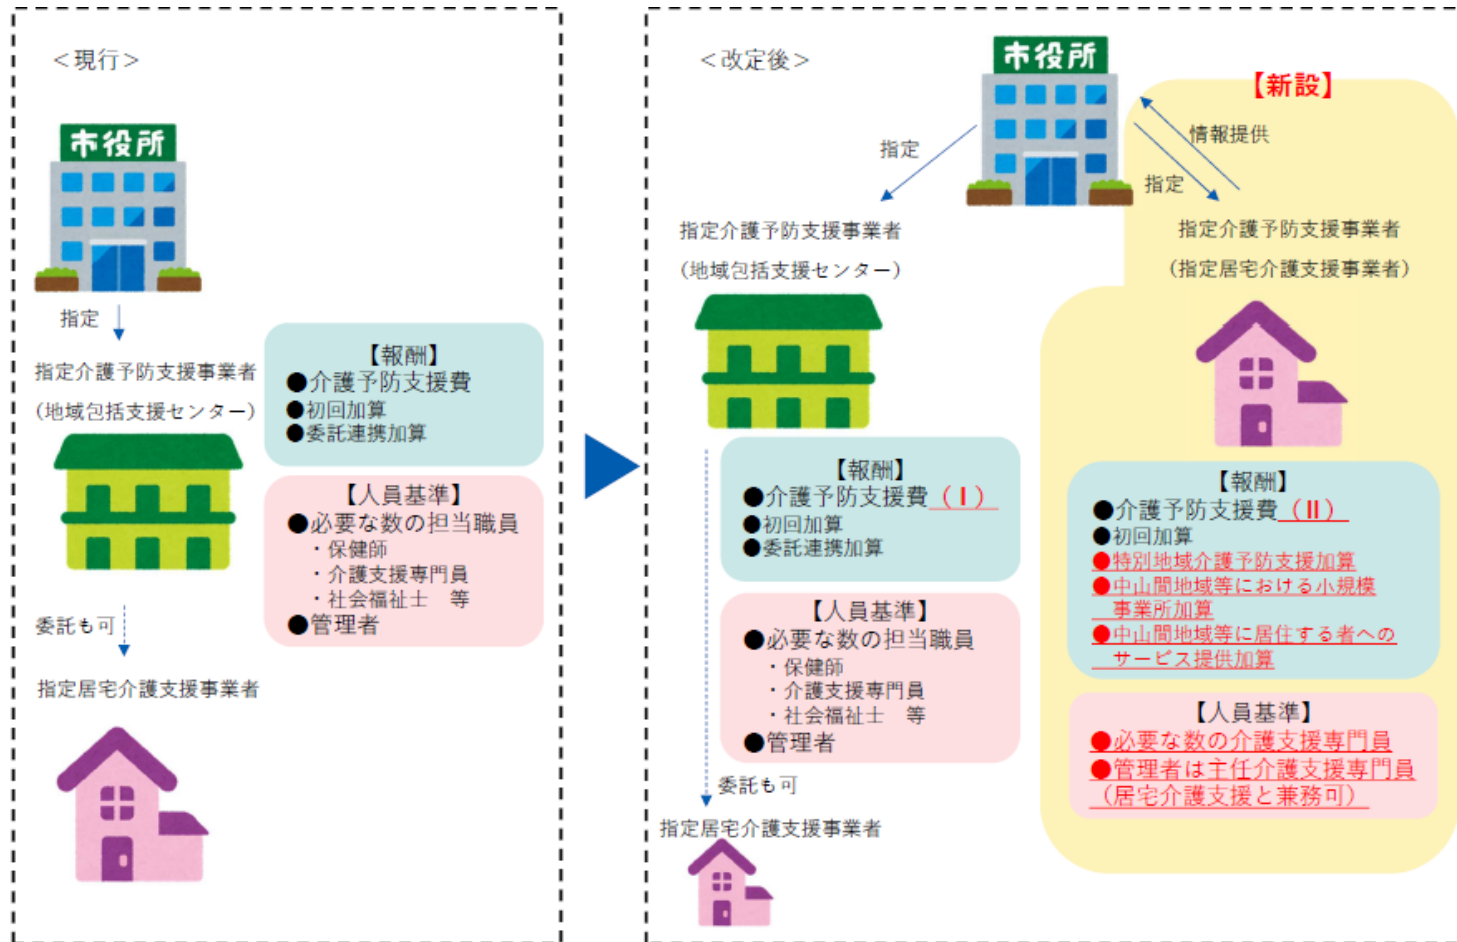 ＜現行＞
市役所
指定
指定介護予防支援事業者
（地域包括支援センター）
【報酬】
●介護予防支援費
●初回加算
●委託連携加算
【人員基準】
●必要な数の担当職員
・保健師
・介護支援専門員
・社会福祉士　等
●管理者
委託も可
指定居宅介護支援事業者
＜改定後＞
市役所
【新設】
指定
情報提供
指定
指定介護予防支援事業者
（地域包括支援センター）
【報酬】
●介護予防支援費（Ⅰ）
●初回加算
●委託連携加算
【人員基準】
●必要な数の担当職員
・保健師
・介護支援専門員
・社会福祉士　等
●管理者
委託も可
指定居宅介護支援事業者
指定介護予防支援事業者
（指定居宅介護支援事業者）
【報酬】
●介護予防支援費（Ⅱ）
●初回加算
●特別地域介護予防支援加算
●中山間地域等における小規模
事業所加算
●中山間地域等に居住する者への
サービス提供加算
【人員基準】
●必要な数の介護支援専門員
●管理者は主任介護支援専門員
（居宅介護支援と兼務可）